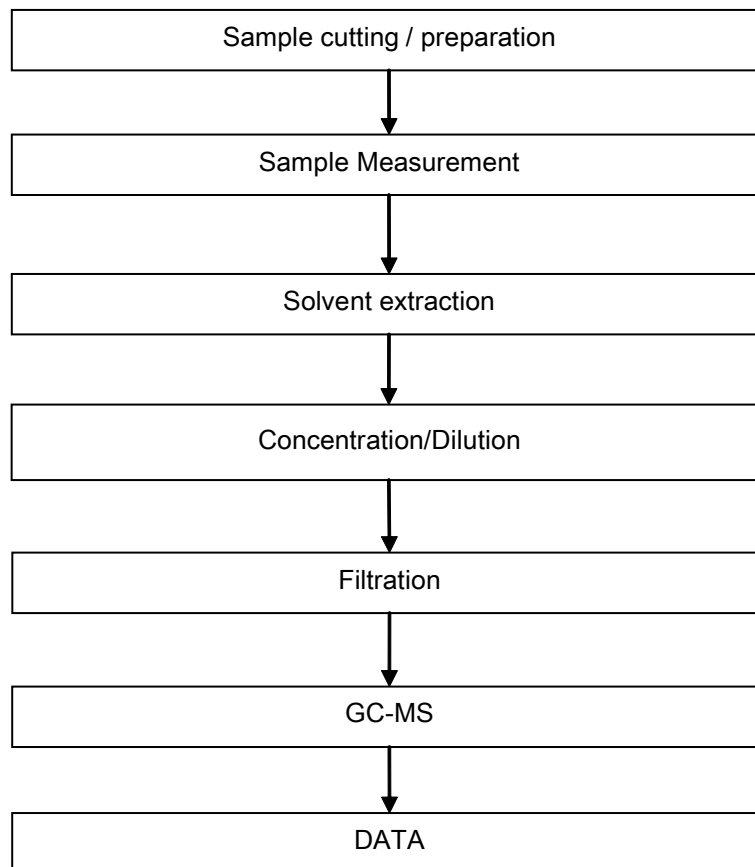 Sample cutting / preparation
Sample Measurement
Solvent extraction
Concentration/Dilution
Filtration
GC-MS
DATA